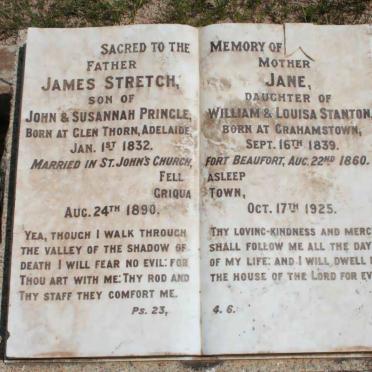 SACRED TO THE MEMORY OF
FATHER
JAMES STRETCH,
SON OF
JOHN & SUSANNAH PRINGLE,
BORN AT GLEN THORN, ADELAIDE,
JAN. 1ST 1832.
MARRIED IN ST. JOHN'S CHURCH,
FELL
GRIQUA
AUG. 24TH 1890.
YEA, THOUGH I WALK THROUGH
THE VALLEY OF THE SHADOW OF
DEATH I WILL FEAR NO EVIL: FOR
THOU ART WITH ME: THY ROD AND
THY STAFF THEY COMFORT ME.
PS. 23,
MOTHER
JANE,
DAUGHTER OF
WILLIAM & LOUISA STANTON,
BORN AT GRAHAMSTOWN,
SEPT. 16TH 1839.
FORT BEAUFORT, AUG. 22ND 1860.
ASLEEP
TOWN,
OCT. 17TH 1925.
THY LOVING-KINDNESS AND MERC
SHALL FOLLOW ME ALL THE DAY
OF MY LIFE: AND I WILL DWELL
THE HOUSE OF THE LORD FOR EV
4. 6.